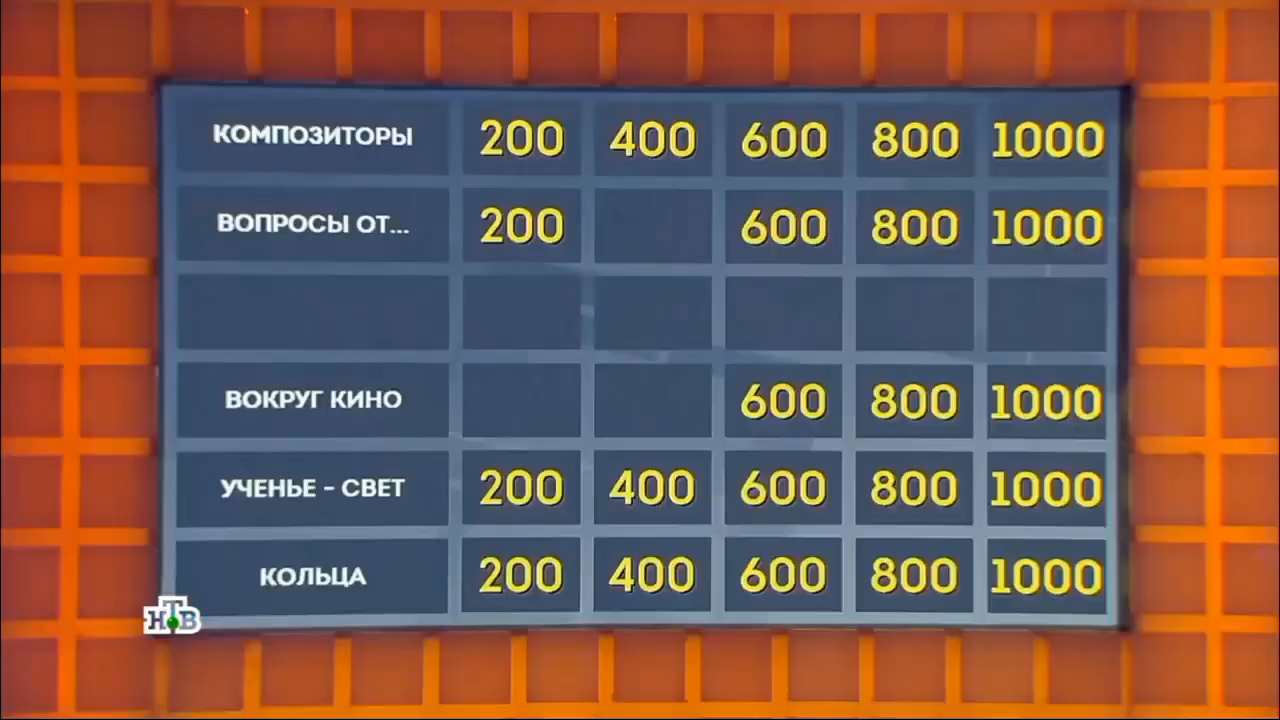 КОМПОЗИТОРЫ 200 400 600 800 1000
ВОПРОСЫ ОТ... 200 600 800 1000
ВОКРУГ КИНО 600 800 1000
УЧЕНЬЕ - СВЕТ 200 400 600 800 1000
КОЛЬЦА 200 400 600 800 1000
НТВ